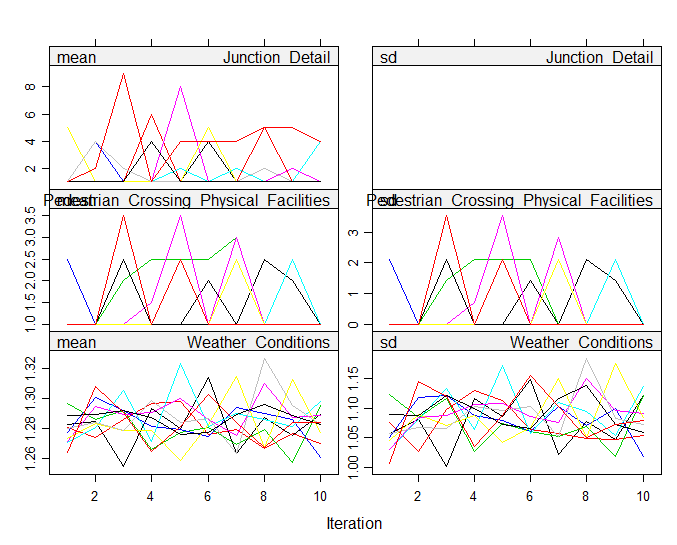 mean Junction Detail
sd Junction Detail
8
6
4
2
mean Pedestrian Crossing Physical Facilities
sd Pedestrian Crossing Physical Facilities
3.5
3.0
2.5
2.0
1.5
1.0
3
2
1
0
mean Weather Conditions
sd Weather Conditions
1.32
1.30
1.28
1.26
1.15
1.10
1.05
1.00
2 4 6 8 10
2 4 6 8 10
Iteration